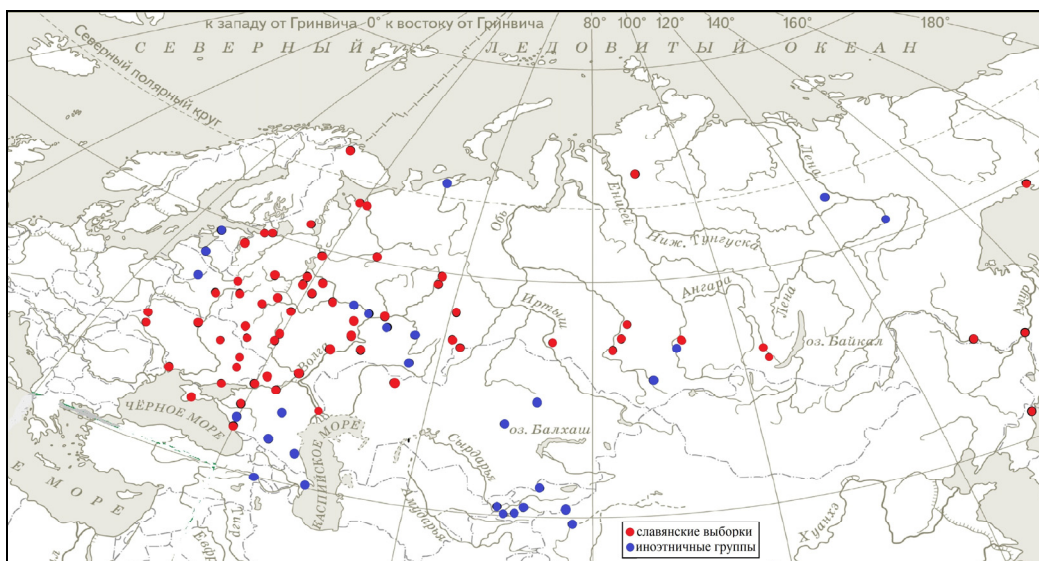 к западу от Гринвича 0° к востоку от Гринвича 80° 100° 120° 140° 160° 180°
СЕВЕРНЫЙ ЛЕДОВИТЫЙ ОКЕАН
Северный полярный круг
Лена
Обь
Енисей
Ниж. Тунгуска
Ангара
Лена
Иртыш
Амур
оз. Байкал
Волга
ЧЁРНОЕ МОРЕ
КАСПИЙСКОЕ МОРЕ
оз. Балхаш
Сырдарья
Амударья
Е МОРЕ
Тигр
Евфр
Хуанхэ
славянские выборки
иноэтничные группы